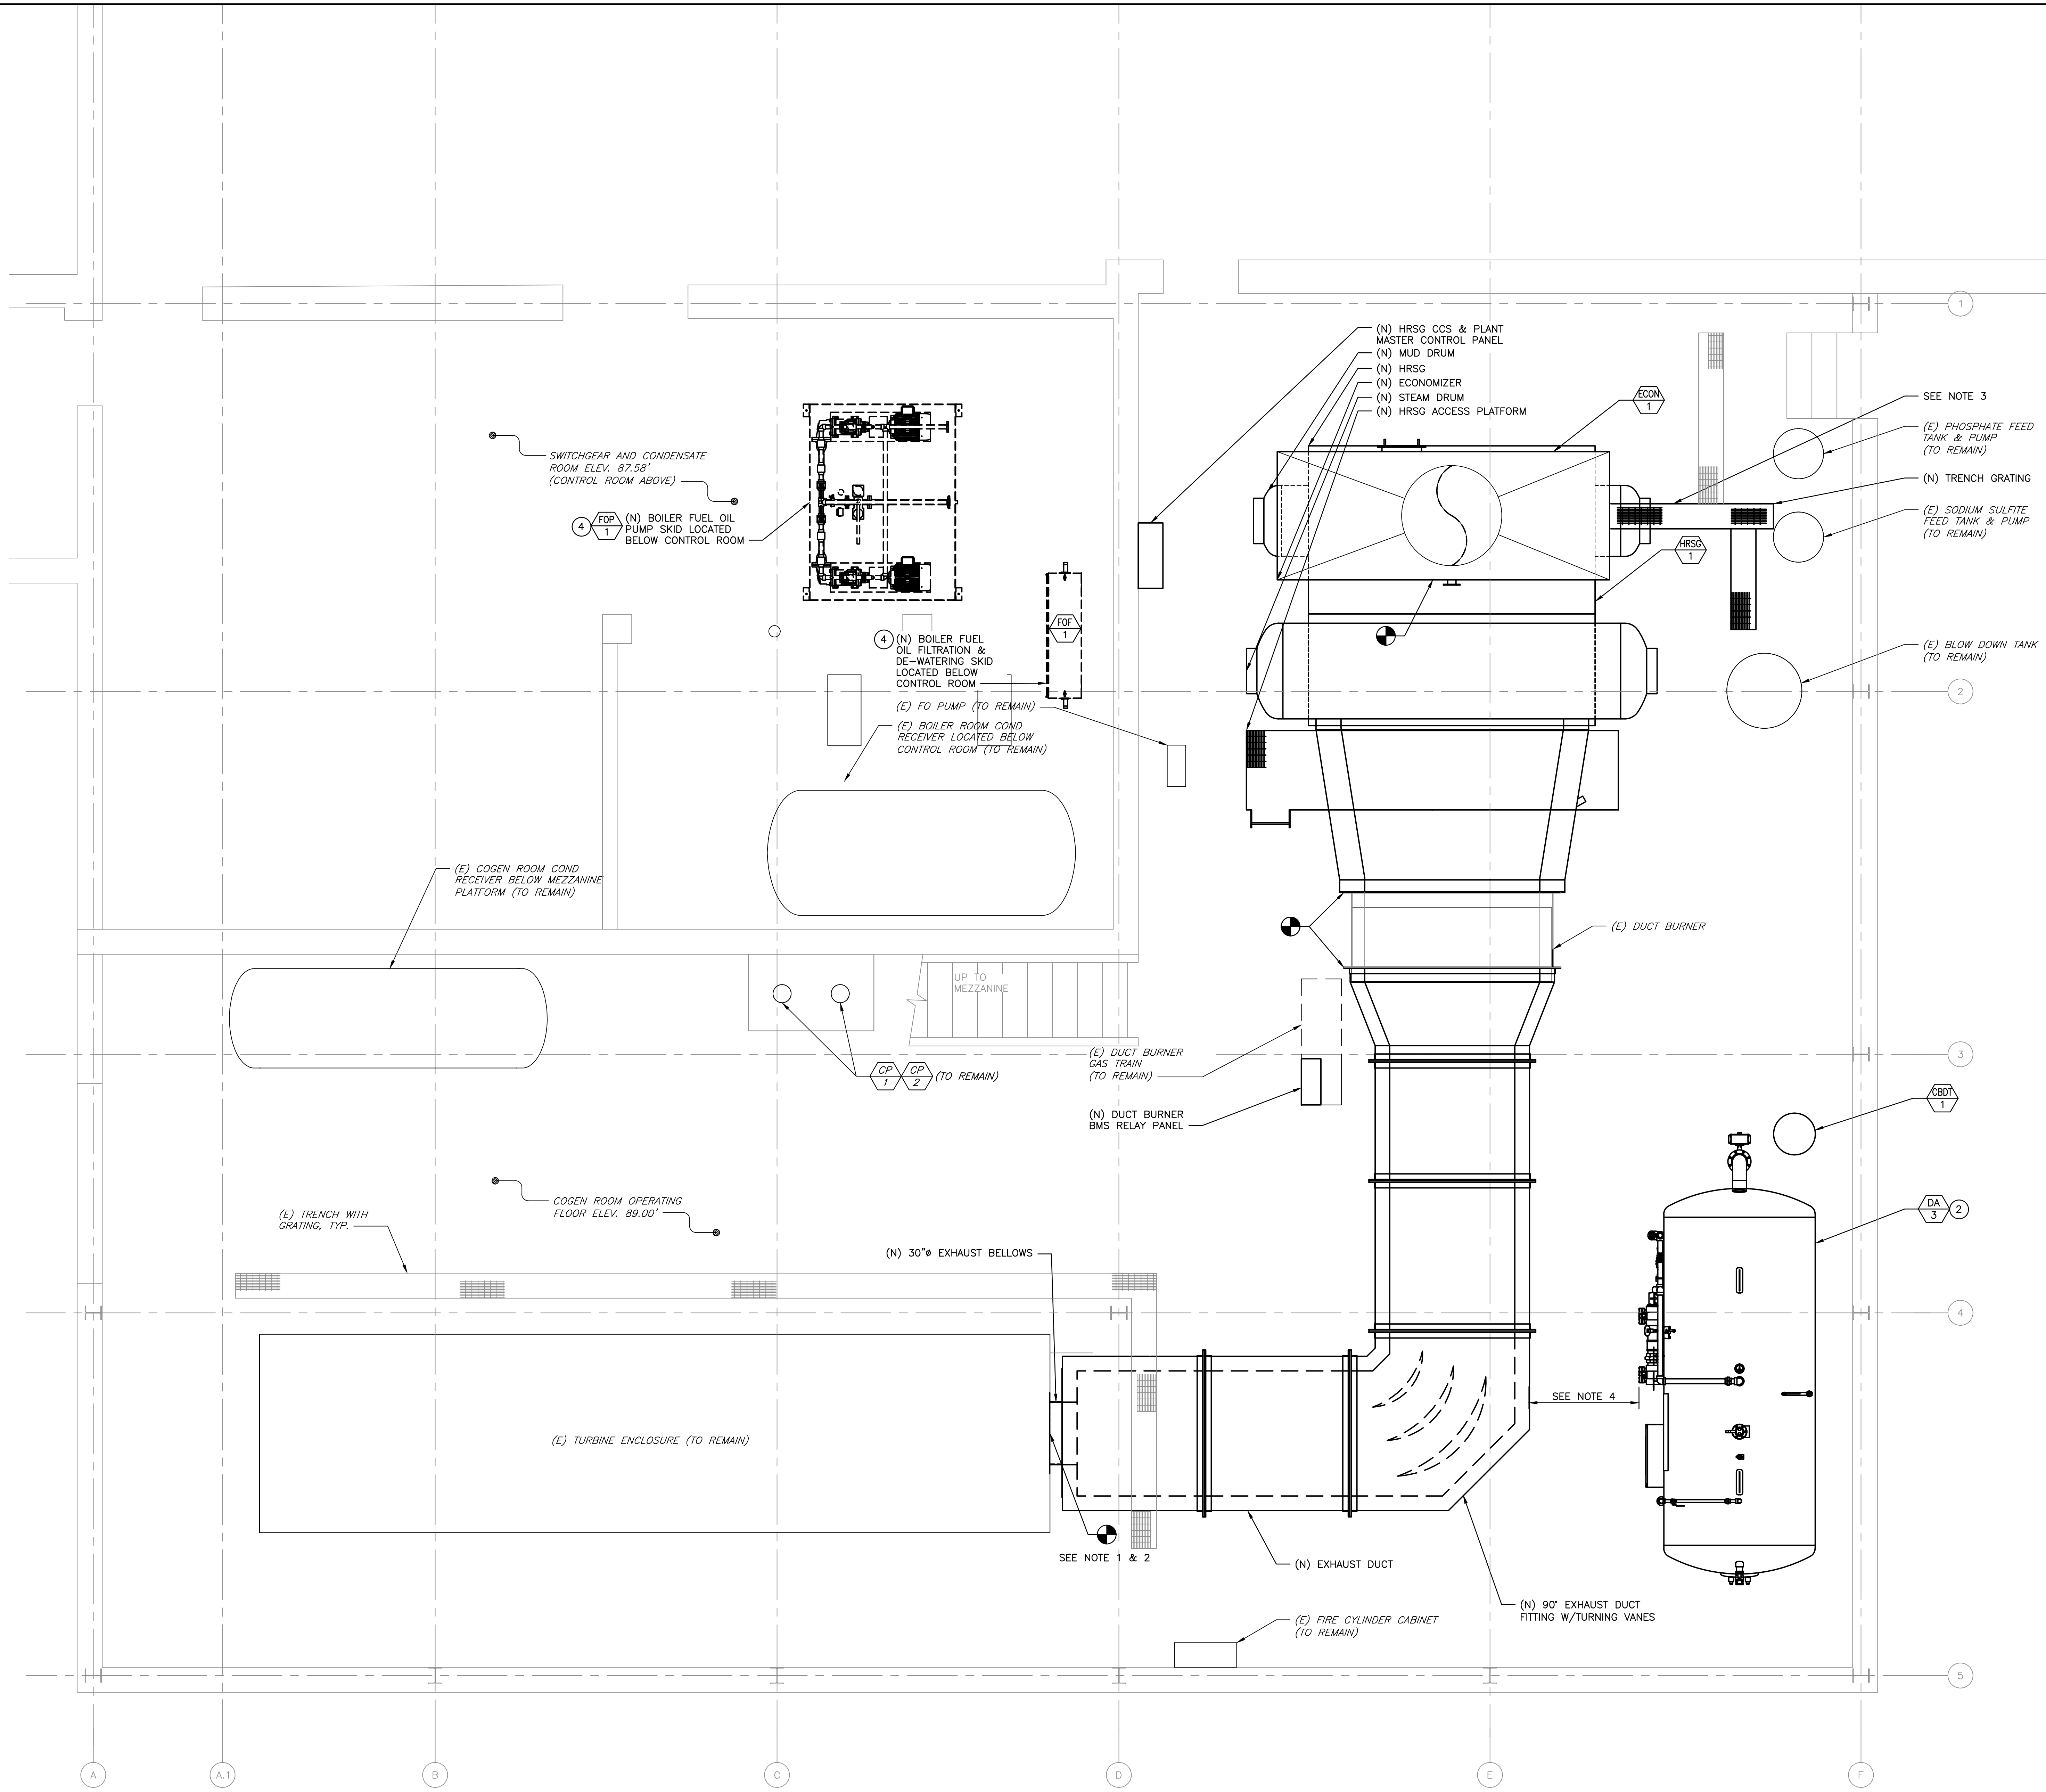 (N) HRSG CCS & PLANT
MASTER CONTROL PANEL
(N) MUD DRUM
(N) HRSG
(N) ECONOMIZER
(N) STEAM DRUM
(N) HRSG ACCESS PLATFORM
1
ECON
1
SEE NOTE 3
(E) PHOSPHATE FEED
TANK & PUMP
(TO REMAIN)
(N) TRENCH GRATING
(E) SODIUM SULFITE
FEED TANK & PUMP
(TO REMAIN)
HRSG
1
SWITCHGEAR AND CONDENSATE
ROOM ELEV. 87.58'
(CONTROL ROOM ABOVE)
4
FOP
1
(N) BOILER FUEL OIL
PUMP SKID LOCATED
BELOW CONTROL ROOM
FOF
1
4
(N) BOILER FUEL
OIL FILTRATION &
DE-WATERING SKID
LOCATED BELOW
CONTROL ROOM
(E) FO PUMP (TO REMAIN)
(E) BOILER ROOM COND
RECEIVER LOCATED BELOW
CONTROL ROOM (TO REMAIN)
(E) BLOW DOWN TANK
(TO REMAIN)
2
(E) COGEN ROOM COND
RECEIVER BELOW MEZZANINE
PLATFORM (TO REMAIN)
(E) DUCT BURNER
UP TO
MEZZANINE
CP
1
CP
2
(TO REMAIN)
(E) DUCT BURNER
GAS TRAIN
(TO REMAIN)
(N) DUCT BURNER
BMS RELAY PANEL
3
CBDT
1
DA
3
2
COGEN ROOM OPERATING
FLOOR ELEV. 89.00'
(E) TRENCH WITH
GRATING, TYP.
(N) 30"ø EXHAUST BELLOWS
4
SEE NOTE 4
(E) TURBINE ENCLOSURE (TO REMAIN)
SEE NOTE 1 & 2
(N) EXHAUST DUCT
(N) 90° EXHAUST DUCT
FITTING W/TURNING VANES
(E) FIRE CYLINDER CABINET
(TO REMAIN)
5
A
A.1
B
C
D
E
F